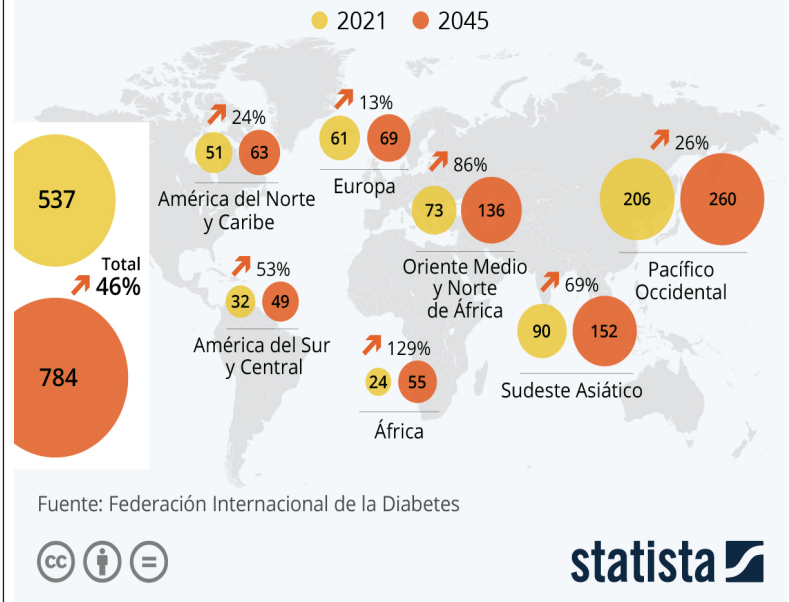 2021 2045
537
Total
46%
784
24%
51 63
América del Norte
y Caribe
13%
61 69
Europa
86%
73 136
Oriente Medio
y Norte
de África
26%
206 260
Pacífico
Occidental
53%
32 49
América del Sur
y Central
129%
24 55
África
69%
90 152
Sudeste Asiático
Fuente: Federación Internacional de la Diabetes
cc
statista